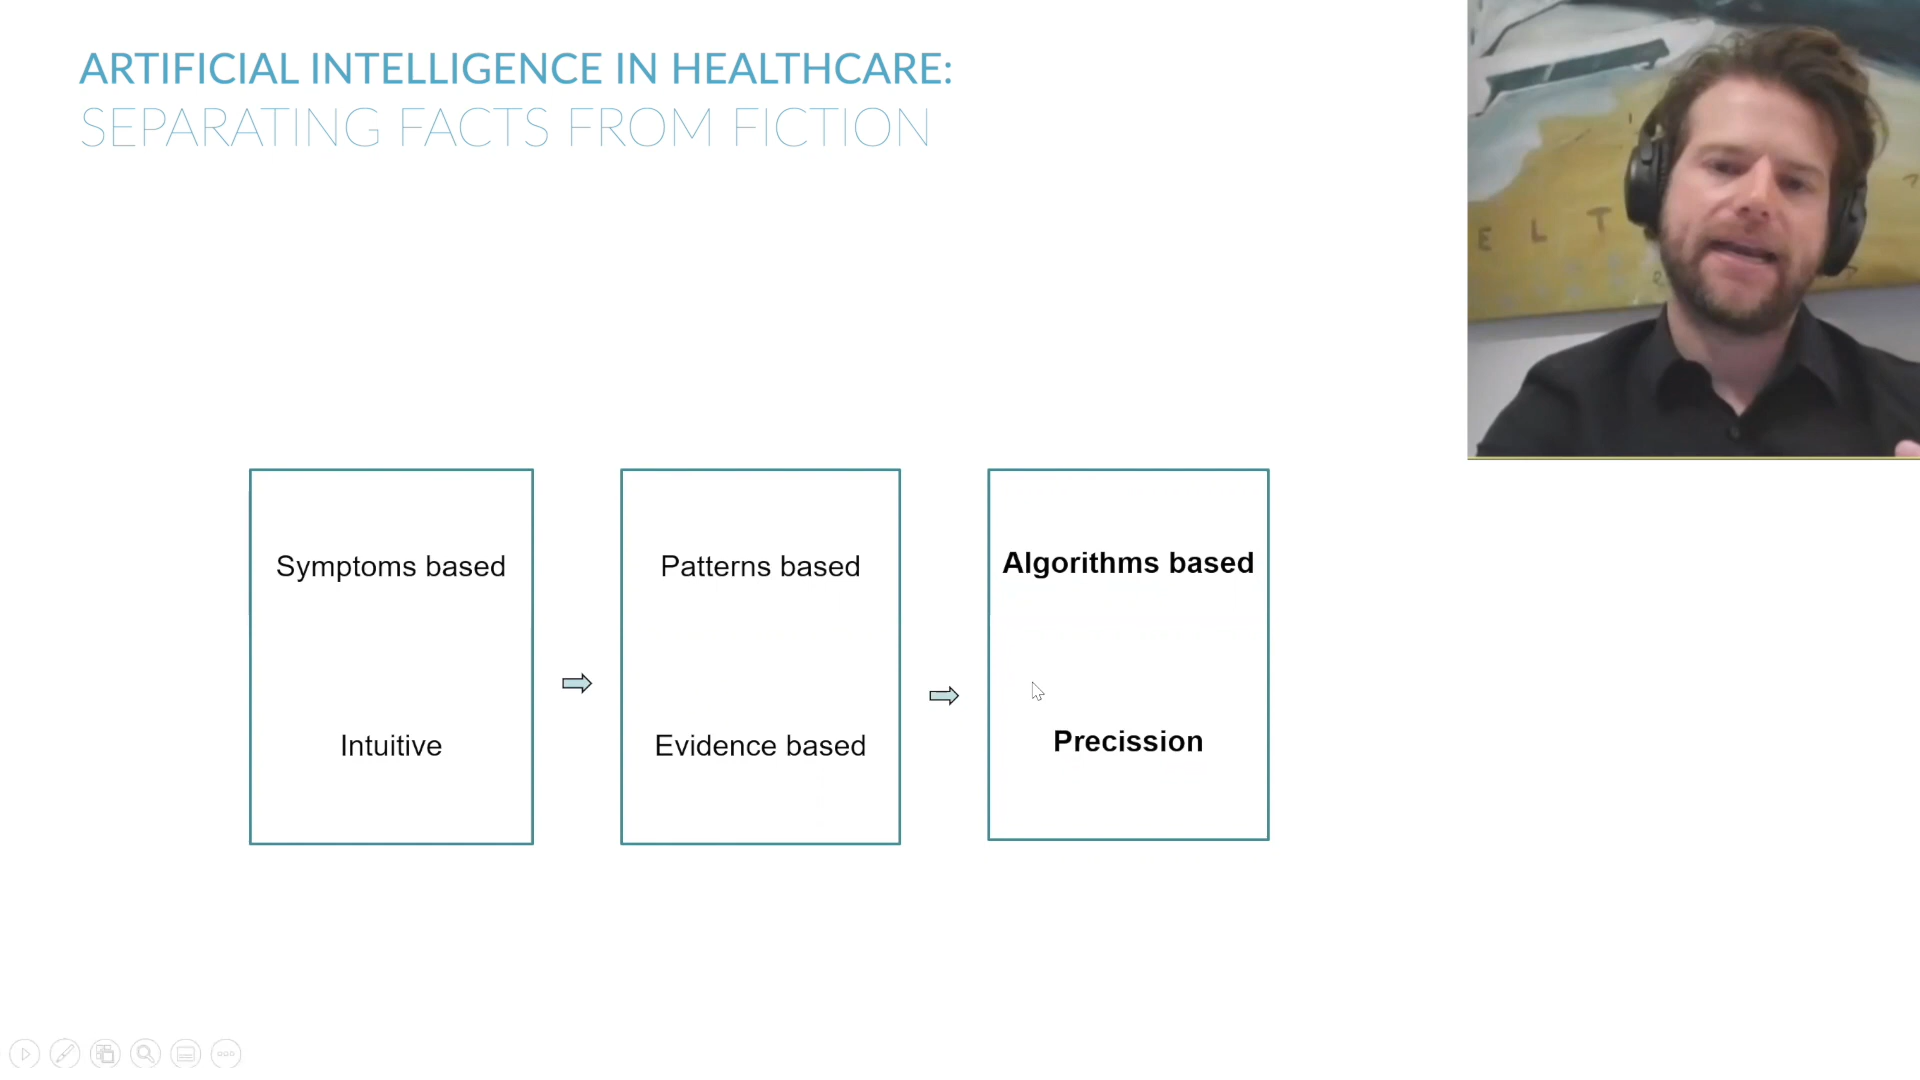 ARTIFICIAL INTELLIGENCE IN HEALTHCARE:
SEPARATING FACTS FROM FICTION
E L T
Symptoms based
Intuitive
Patterns based
Evidence based
Algorithms based
Precission